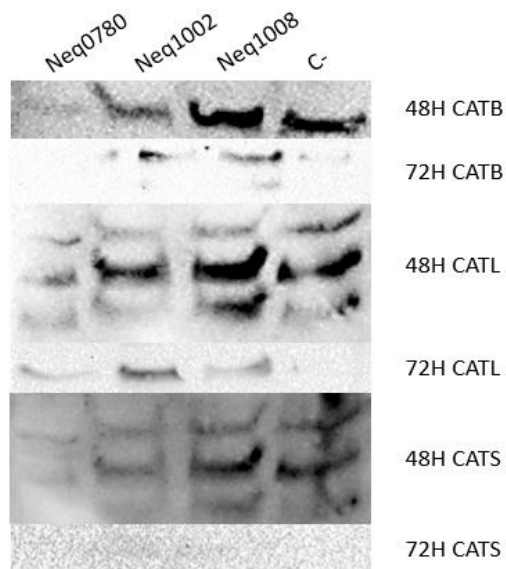 Neq0780
Neq1002
Neq1008
C-
48H CATB
72H CATB
48H CATL
72H CATL
48H CATS
72H CATS